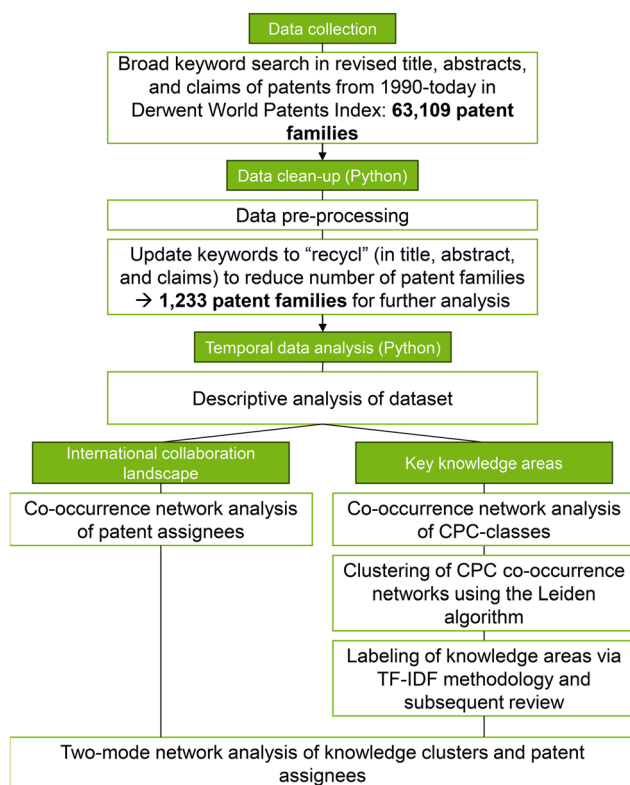 Data collection
Broad keyword search in revised title, abstracts,
and claims of patents from 1990-today in
Derwent World Patents Index: 63,109 patent
families
Data clean-up (Python)
Data pre-processing
Update keywords to “recycl” (in title, abstract,
and claims) to reduce number of patent families
→ 1,233 patent families for further analysis
Temporal data analysis (Python)
Descriptive analysis of dataset
International collaboration
landscape
Co-occurrence network analysis
of patent assignees
Key knowledge areas
Co-occurrence network analysis
of CPC-classes
Clustering of CPC co-occurrence
networks using the Leiden
algorithm
Labeling of knowledge areas via
TF-IDF methodology and
subsequent review
Two-mode network analysis of knowledge clusters and patent
assignees